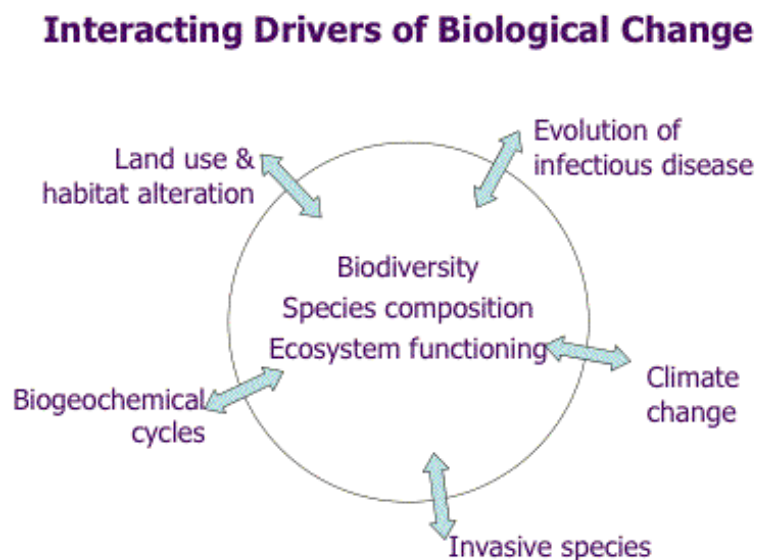 Interacting Drivers of Biological Change
Land use &
habitat alteration
Evolution of
infectious disease
Biodiversity
Species composition
Ecosystem functioning
Biogeochemical
cycles
Climate
change
Invasive species